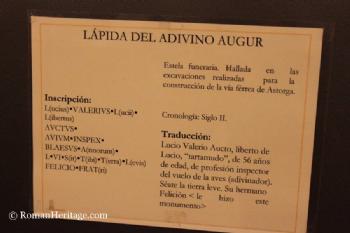 LÁPIDA DEL ADIVINO AUGUR
Estela funeraria. Hallada en las
excavaciones realizadas para la
construcción de la vía férrea de Astorga.
Inscripción:
L(ucius)•VALERIVS•L(ucii)•
L(ibertus)
AVCTVS
AVIVM•INSPEX
BLAESVS•A(nnorum)•
L•V•I•S(it)•T(ibi)•T(erra)•L(evis)
FELICIO•FRAT(ri)
Cronología: Siglo II.
Traducción:
Lucio Valerio Aucto, liberto de
Lucio, "tartamudo", de 56 años
de edad, de profesión inspector
del vuelo de la aves (adivinador).
Séate la tierra leve. Su hermano
Felición < le hizo este
monumento>
© RomanHeritage.com